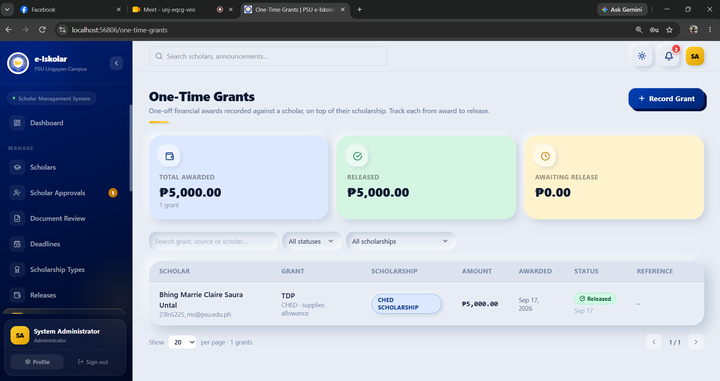 Facebook
Meet - unj-eqcg-veo
One-Time Grants | PSU e-Iskola
Ask Gemini
localhost:56806/one-time-grants
e-Iskolar
PSU Lingayen Campus
Scholar Management System
Dashboard
MANAGE
Scholars
Scholar Approvals
1
Document Review
Deadlines
Scholarship Types
Releases
SA
System Administrator
Administrator
Profile
Sign out
Search scholars, announcements...
2
SA
One-Time Grants
One-off financial awards recorded against a scholar, on top of their scholarship. Track each from award to release.
+ Record Grant
TOTAL AWARDED
₱5,000.00
1 grant
RELEASED
₱5,000.00
AWAITING RELEASE
₱0.00
Search grant, source or scholar...
All statuses
All scholarships
SCHOLAR GRANT SCHOLARSHIP AMOUNT AWARDED STATUS REFERENCE
Bhing Marrie Claire Saura
Untal
23ln5225_ms@psu.edu.ph
TDP
CHED · supplies
allowance
CHED
SCHOLARSHIP
₱5,000.00
Sep 17,
2026
Released
Sep 17
–
Show 20 per page · 1 grants
1 / 1